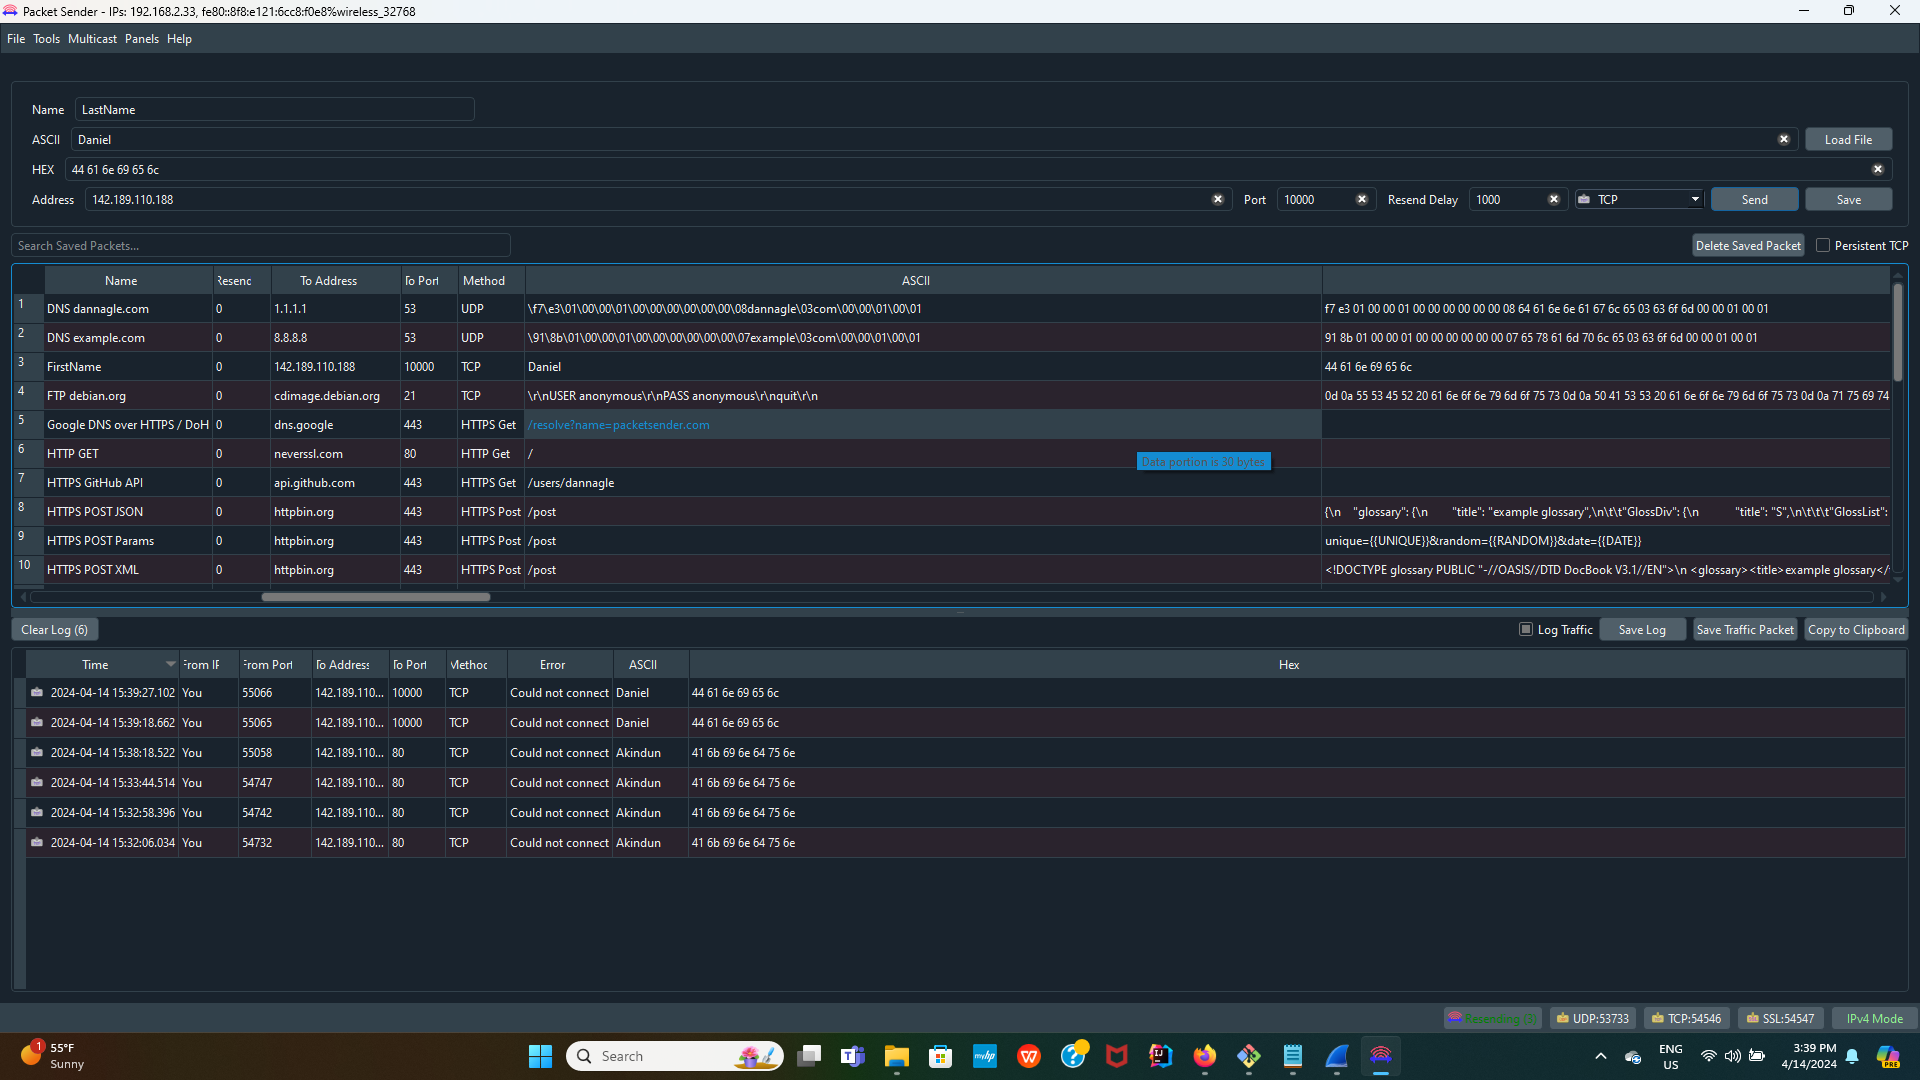 Packet Sender - IPs: 192.168.2.33, fe80::8f8:e121:6cc8:f0e8%wireless_32768
File Tools Multicast Panels Help
Name LastName
ASCII Daniel Load File
HEX 44 61 6e 69 65 6c
Address 142.189.110.188 Port 10000 Resend Delay 1000 TCP Send Save
Search Saved Packets... Delete Saved Packet Persistent TCP
Name Resenc To Address To Port Method ASCII
1 DNS dannagle.com 0 1.1.1.1 53 UDP \f7\e3\01\00\00\01\00\00\00\00\00\00\08dannagle\03com\00\00\01\00\01 f7 e3 01 00 00 01 00 00 00 00 00 00 08 64 61 6e 6e 61 67 6c 65 03 63 6f 6d 00 00 01 00 01
2 DNS example.com 0 8.8.8.8 53 UDP \91\8b\01\00\00\01\00\00\00\00\00\00\07example\03com\00\00\01\00\01 91 8b 01 00 00 01 00 00 00 00 00 00 07 65 78 61 6d 70 6c 65 03 63 6f 6d 00 00 01 00 01
3 FirstName 0 142.189.110.188 10000 TCP Daniel 44 61 6e 69 65 6c
4 FTP debian.org 0 cdimage.debian.org 21 TCP \r\nUSER anonymous\r\nPASS anonymous\r\nquit\r\n 0d 0a 55 53 45 52 20 61 6e 6f 6e 79 6d 6f 75 73 0d 0a 50 41 53 53 20 61 6e 6f 6e 79 6d 6f 75 73 0d 0a 71 75 69 74
5 Google DNS over HTTPS / DoH 0 dns.google 443 HTTPS Get /resolve?name=packetsender.com
6 HTTP GET 0 neverssl.com 80 HTTP Get /
Data portion is 30 bytes
7 HTTPS GitHub API 0 api.github.com 443 HTTPS Get /users/dannagle
8 HTTPS POST JSON 0 httpbin.org 443 HTTPS Post /post {\n "glossary": {\n "title": "example glossary",\n\t\t"GlossDiv": {\n "title": "S",\n\t\t\t"GlossList":
9 HTTPS POST Params 0 httpbin.org 443 HTTPS Post /post unique={{UNIQUE}}&random={{RANDOM}}&date={{DATE}}
10 HTTPS POST XML 0 httpbin.org 443 HTTPS Post /post <!DOCTYPE glossary PUBLIC "-//OASIS//DTD DocBook V3.1//EN">\n <glossary><title>example glossary</
Clear Log (6) Log Traffic Save Log Save Traffic Packet Copy to Clipboard
Time From IF From Port To Address To Port Method Error ASCII Hex
2024-04-14 15:39:27.102 You 55066 142.189.110... 10000 TCP Could not connect Daniel 44 61 6e 69 65 6c
2024-04-14 15:39:18.662 You 55065 142.189.110... 10000 TCP Could not connect Daniel 44 61 6e 69 65 6c
2024-04-14 15:38:18.522 You 55058 142.189.110... 80 TCP Could not connect Akindun 41 6b 69 6e 64 75 6e
2024-04-14 15:33:44.514 You 54747 142.189.110... 80 TCP Could not connect Akindun 41 6b 69 6e 64 75 6e
2024-04-14 15:32:58.396 You 54742 142.189.110... 80 TCP Could not connect Akindun 41 6b 69 6e 64 75 6e
2024-04-14 15:32:06.034 You 54732 142.189.110... 80 TCP Could not connect Akindun 41 6b 69 6e 64 75 6e
Resending (3) UDP:53733 TCP:54546 SSL:54547 IPv4 Mode
1 55°F
Sunny
Search
myhp
ENG
US
3:39 PM
4/14/2024
PRE